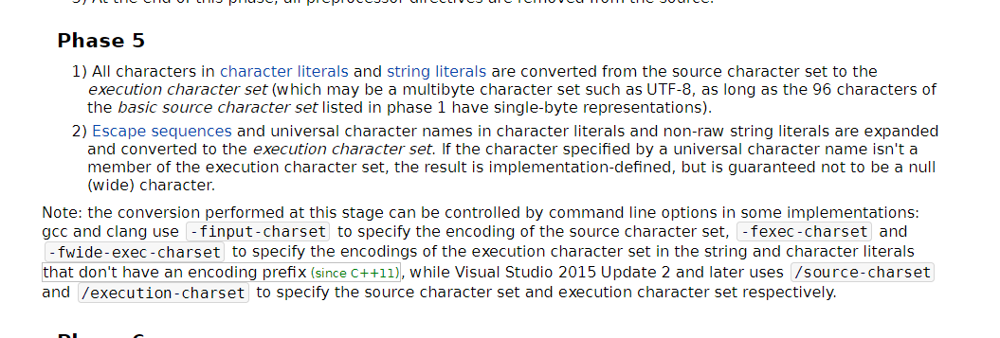 3) At the end of this phase, all preprocessor directives are removed from the source.
Phase 5
1) All characters in character literals and string literals are converted from the source character set to the
execution character set (which may be a multibyte character set such as UTF-8, as long as the 96 characters of
the basic source character set listed in phase 1 have single-byte representations).
2) Escape sequences and universal character names in character literals and non-raw string literals are expanded
and converted to the execution character set. If the character specified by a universal character name isn't a
member of the execution character set, the result is implementation-defined, but is guaranteed not to be a null
(wide) character.
Note: the conversion performed at this stage can be controlled by command line options in some implementations:
gcc and clang use -finput-charset to specify the encoding of the source character set, -fexec-charset and
-fwide-exec-charset to specify the encodings of the execution character set in the string and character literals
that don't have an encoding prefix (since C++11), while Visual Studio 2015 Update 2 and later uses /source-charset
and /execution-charset to specify the source character set and execution character set respectively.
Phase 6